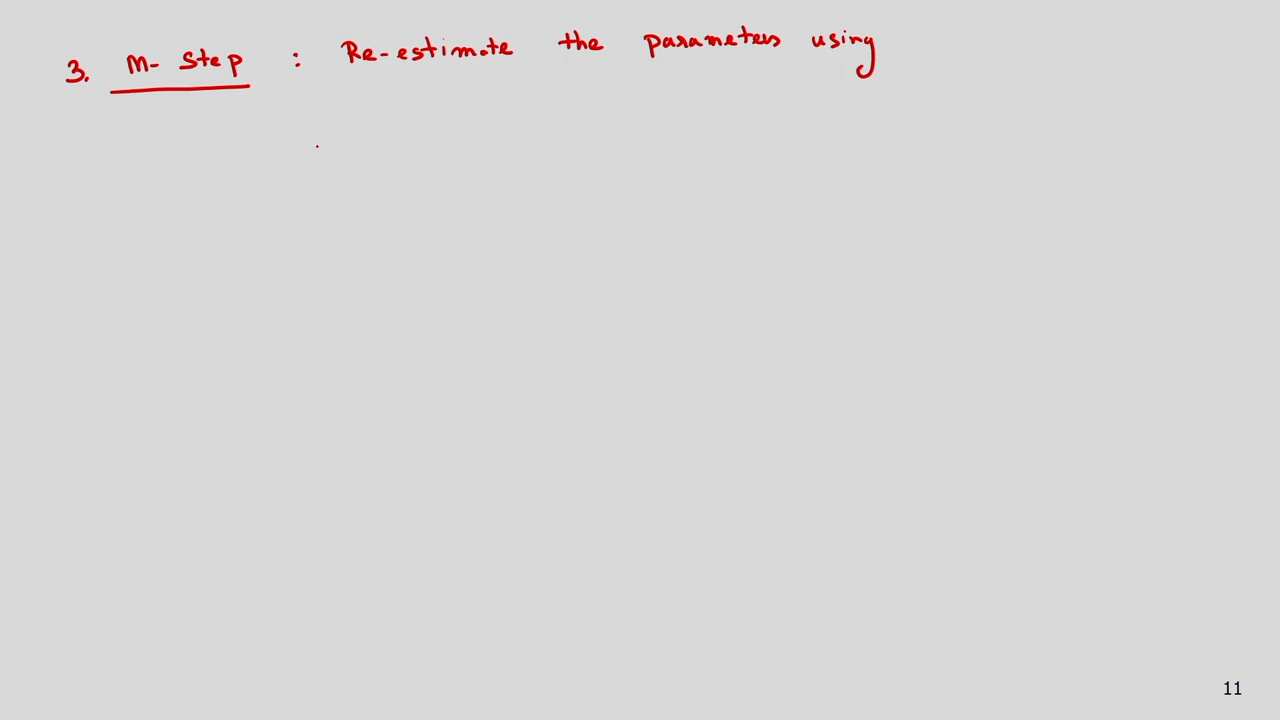 3. M- Step : Re-estimate the parameters using
11